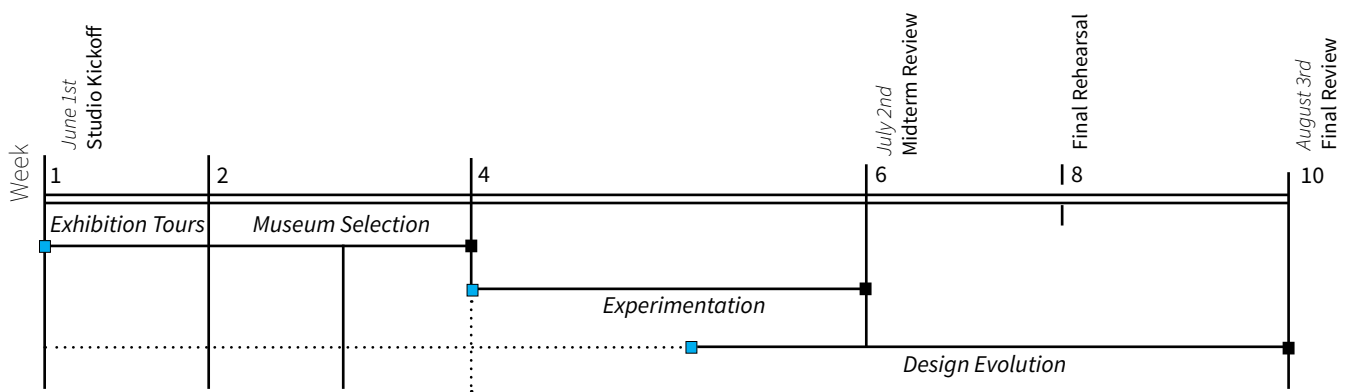 June 1st
Studio Kickoff
July 2nd
Midterm Review
Final Rehearsal
August 3rd
Final Review
Week
1
2
4
6
8
10
Exhibition Tours
Museum Selection
Experimentation
Design Evolution